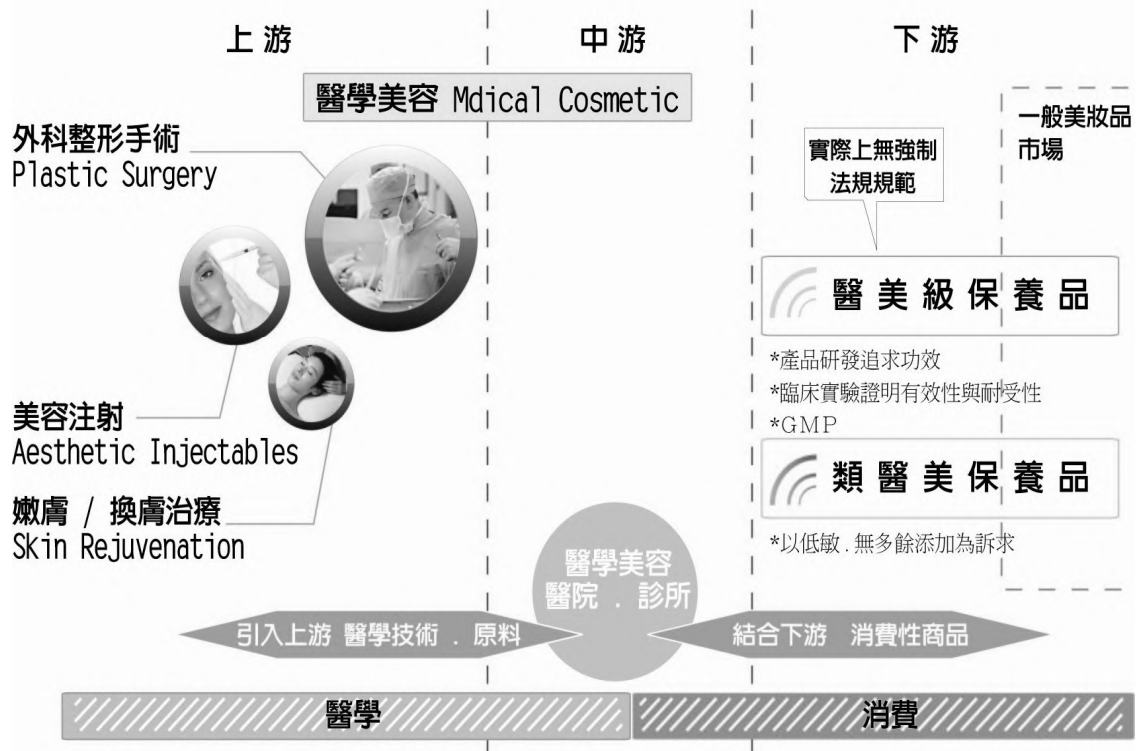 上游
中游
下游
醫學美容 Mdical Cosmetic
外科整形手術
Plastic Surgery
美容注射
Aesthetic Injectables
嫩膚 / 換膚治療
Skin Rejuvenation
一般美妝品
市場
實際上無強制
法規規範
醫美級保養品
*產品研發追求功效
*臨床實驗證明有效性與耐受性
*GMP
類醫美保養品
*以低敏.無多餘添加為訴求
醫學美容
醫院．診所
引入上游 醫學技術．原料
結合下游 消費性商品
醫學
消費